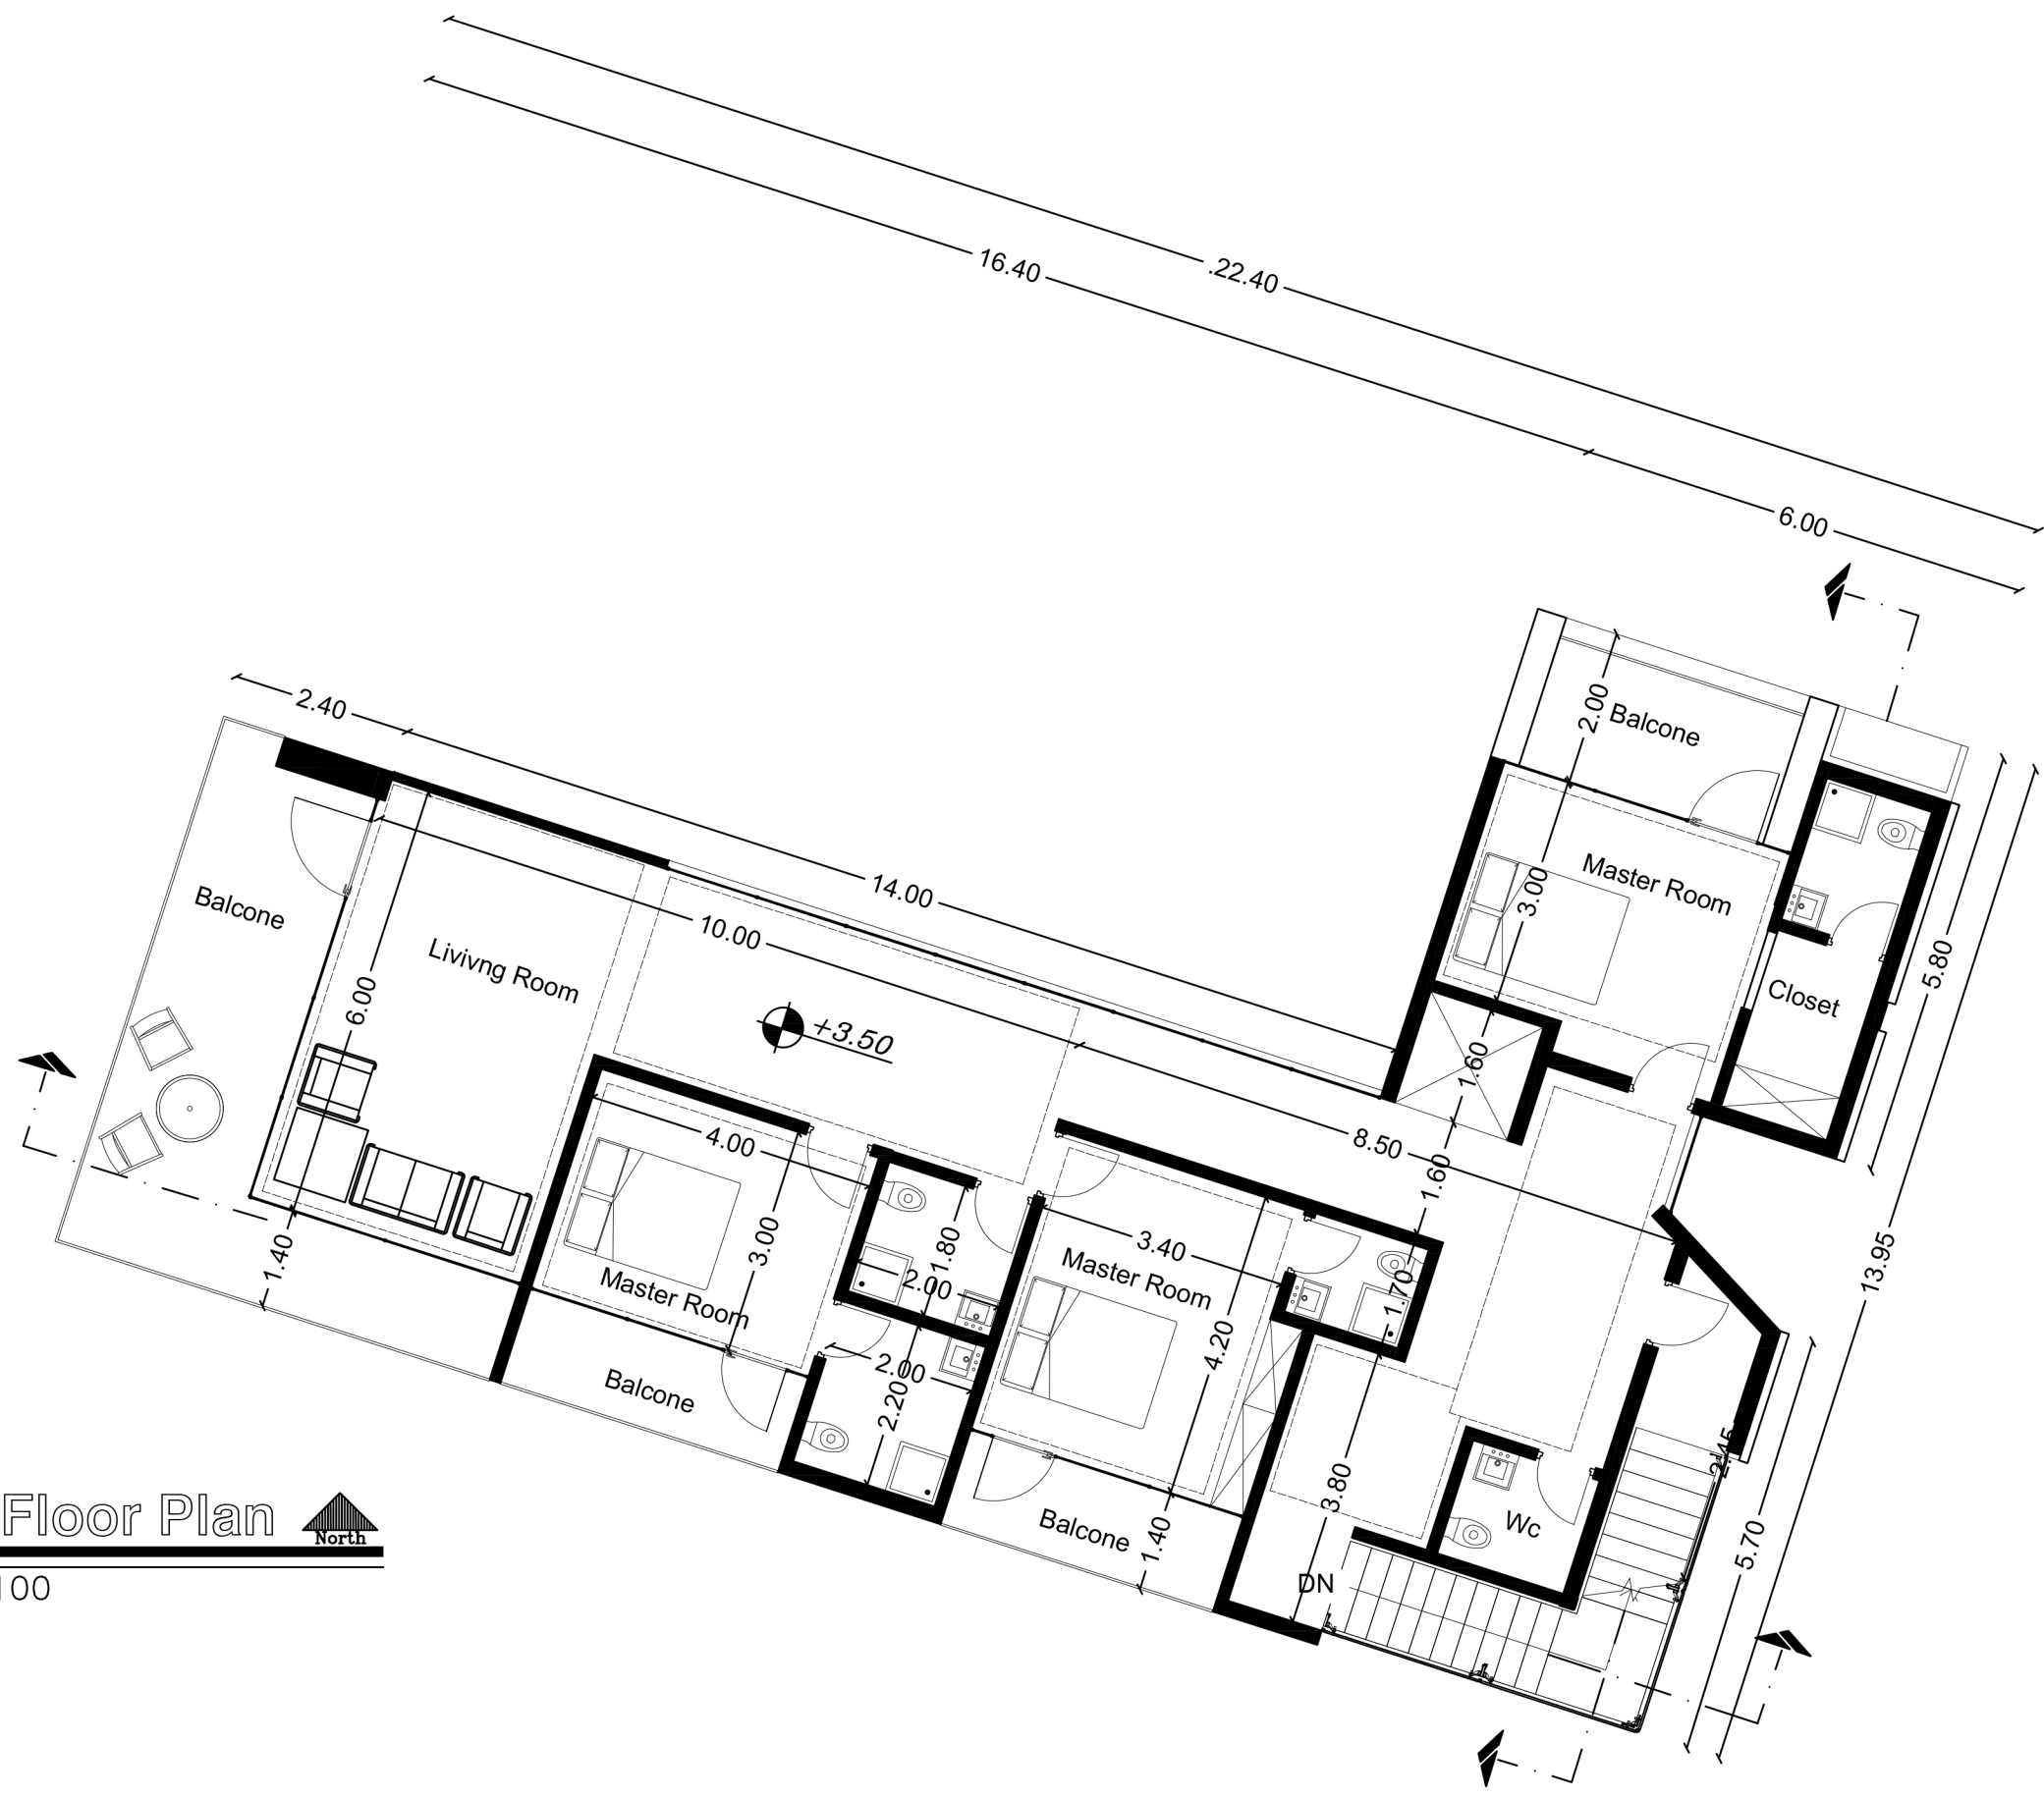 .22.40
16.40
6.00
2.40
14.00
10.00
8.50
2.00
Balcone
Master Room
3.00
Closet
5.80
Balcone
Livivng Room
6.00
+3.50
1.60
1.60
13.95
4.00
3.00
Master Room
1.80
2.00
3.40
Master Room
1.70
4.20
1.40
Balcone
2.00
2.20
2.45
3.80
Wc
5.70
Balcone
1.40
DN
Floor Plan
North
100